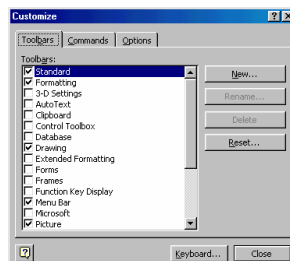 Customize
Toolbars Commands Options
Toolbars:
Standard
Formatting
3-D Settings
AutoText
Clipboard
Control Toolbox
Database
Drawing
Extended Formatting
Forms
Frames
Function Key Display
Menu Bar
Microsoft
Picture
New...
Rename...
Delete
Reset...
Keyboard... Close